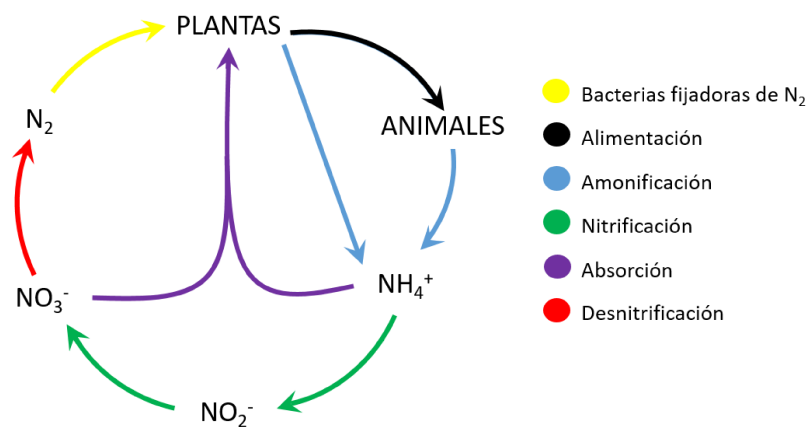 PLANTAS
N₂
ANIMALES
NO₃⁻
NH₄⁺
NO₂⁻
Bacterias fijadoras de N₂
Alimentación
Amonificación
Nitrificación
Absorción
Desnitrificación